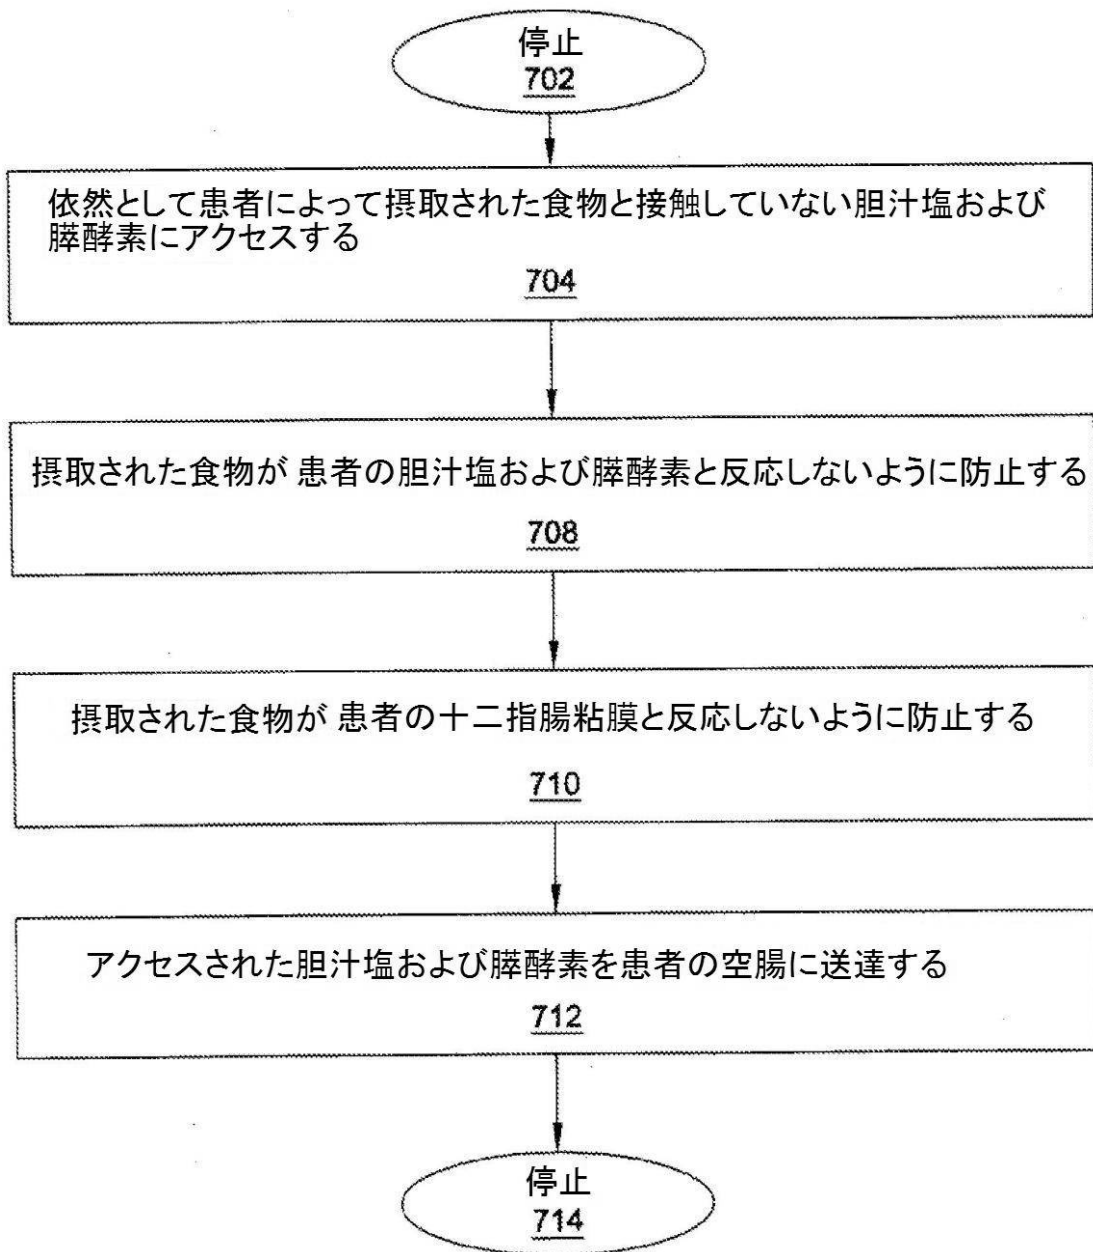 停止
702
依然として患者によって摂取された食物と接触していない胆汁塩および
膵酵素にアクセスする
704
摂取された食物が 患者の胆汁塩および膵酵素と反応しないように防止する
708
摂取された食物が 患者の十二指腸粘膜と反応しないように防止する
710
アクセスされた胆汁塩および膵酵素を患者の空腸に送達する
712
停止
714